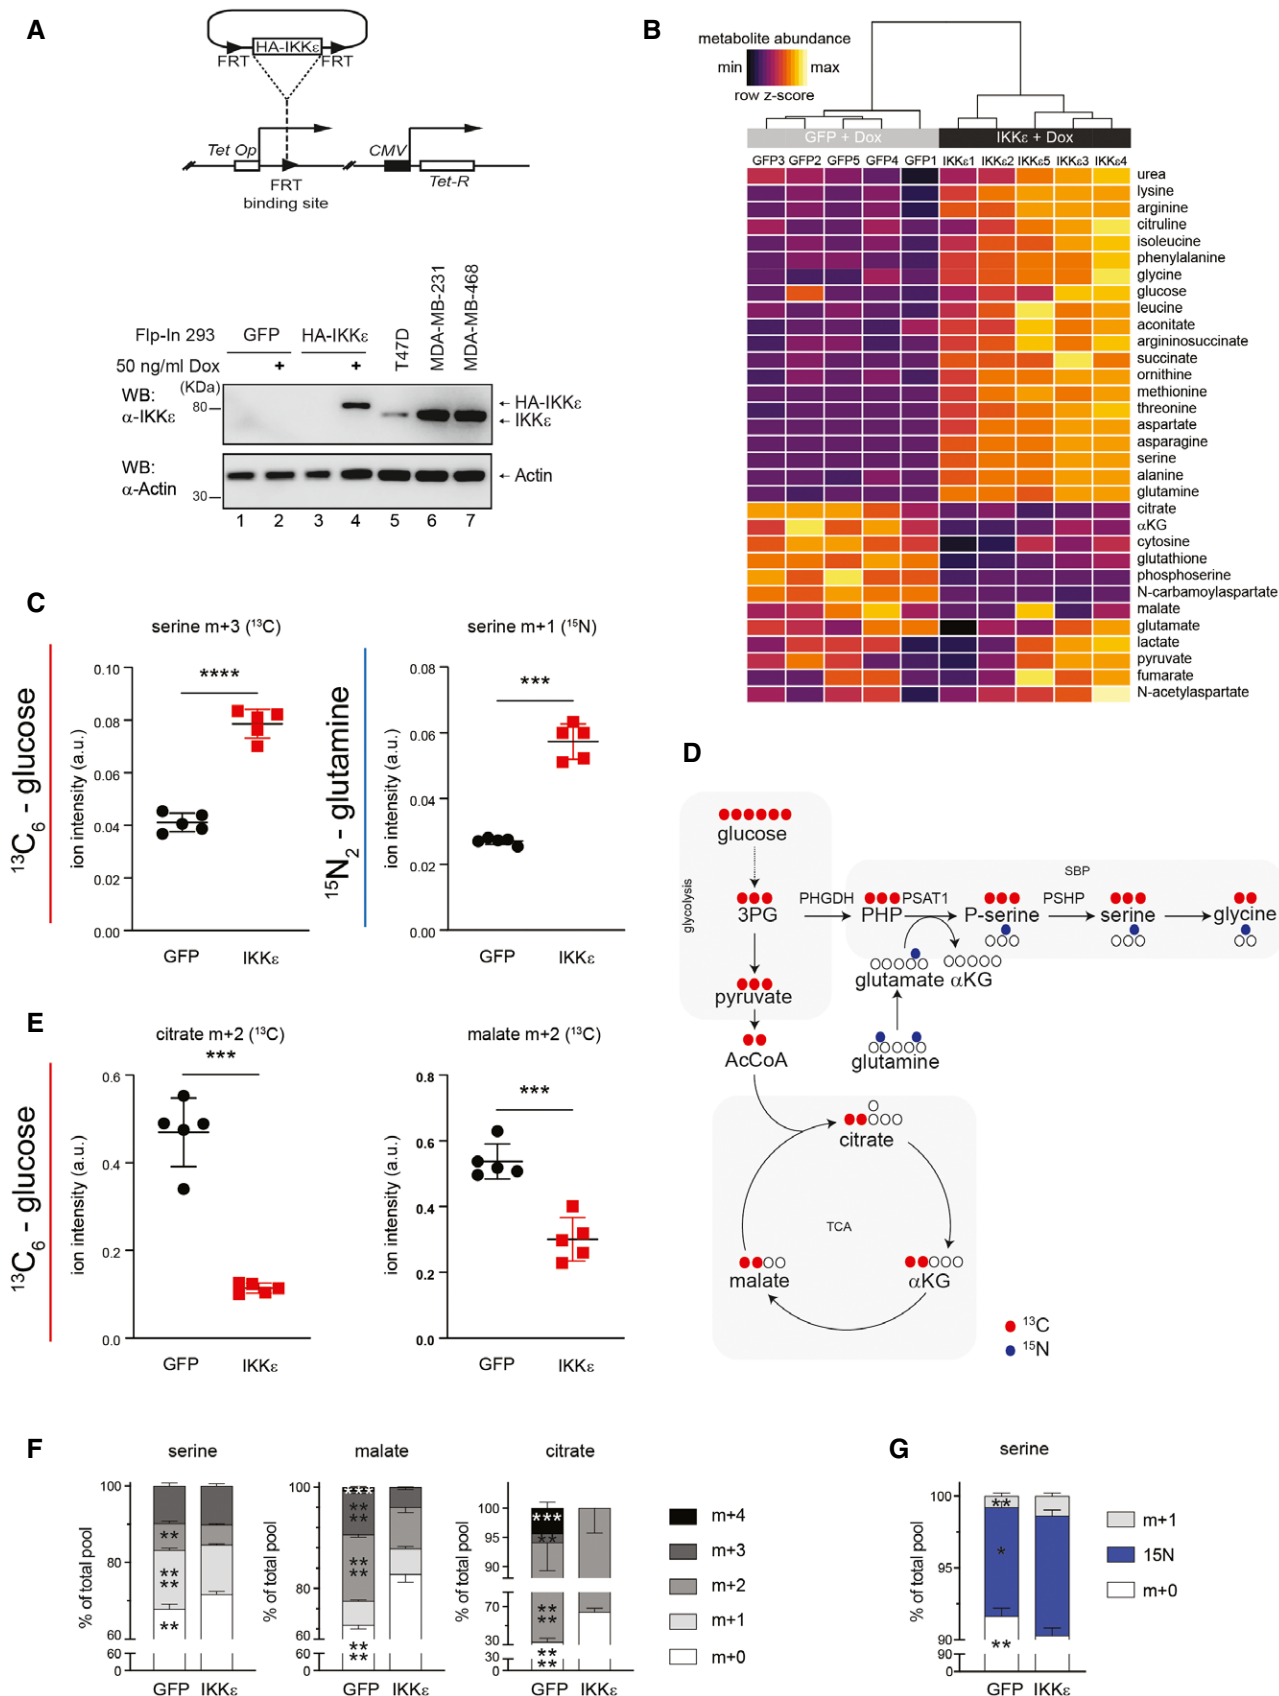 A
HA-IKKε
FRT FRT
Tet Op
CMV
FRT
binding site
Tet-R
Flp-In 293 GFP HA-IKKε T47D MDA-MB-231 MDA-MB-468
50 ng/ml Dox + +
WB: (KDa)
α-IKKε 80
HA-IKKε
IKKε
WB:
α-Actin 30
Actin
1 2 3 4 5 6 7
B
metabolite abundance
min max
row z-score
GFP + Dox IKKε + Dox
GFP3 GFP2 GFP5 GFP4 GFP1 IKKε1 IKKε2 IKKε5 IKKε3 IKKε4
urea
lysine
arginine
citruline
isoleucine
phenylalanine
glycine
glucose
leucine
aconitate
argininosuccinate
succinate
ornithine
methionine
threonine
aspartate
asparagine
serine
alanine
glutamine
citrate
αKG
cytosine
glutathione
phosphoserine
N-carbamoylaspartate
malate
glutamate
lactate
pyruvate
fumarate
N-acetylaspartate
C
¹³C₆ - glucose
serine m+3 (¹³C)
****
ion intensity (a.u.)
0.10
0.08
0.06
0.04
0.02
0.00
GFP IKKε
¹⁵N₂ - glutamine
serine m+1 (¹⁵N)
***
ion intensity (a.u.)
0.08
0.06
0.04
0.02
0.00
GFP IKKε
D
glucose
glycolysis
3PG
pyruvate
AcCoA
SBP
PHGDH PHP PSAT1 P-serine PSHP serine glycine
glutamate αKG
glutamine
citrate
TCA
malate αKG
¹³C
¹⁵N
E
¹³C₆ - glucose
citrate m+2 (¹³C)
***
ion intensity (a.u.)
0.6
0.4
0.2
0.0
GFP IKKε
malate m+2 (¹³C)
***
ion intensity (a.u.)
0.8
0.6
0.4
0.2
0.0
GFP IKKε
F
serine
% of total pool
100
80
60
60
0
**
**
**
**
GFP IKKε
malate
% of total pool
100
80
60
60
0
***
**
**
**
**
**
**
GFP IKKε
citrate
% of total pool
100
95
90
70
30
30
0
***
**
**
**
**
**
GFP IKKε
m+4
m+3
m+2
m+1
m+0
G
serine
% of total pool
100
95
90
90
0
**
*
**
GFP IKKε
m+1
15N
m+0